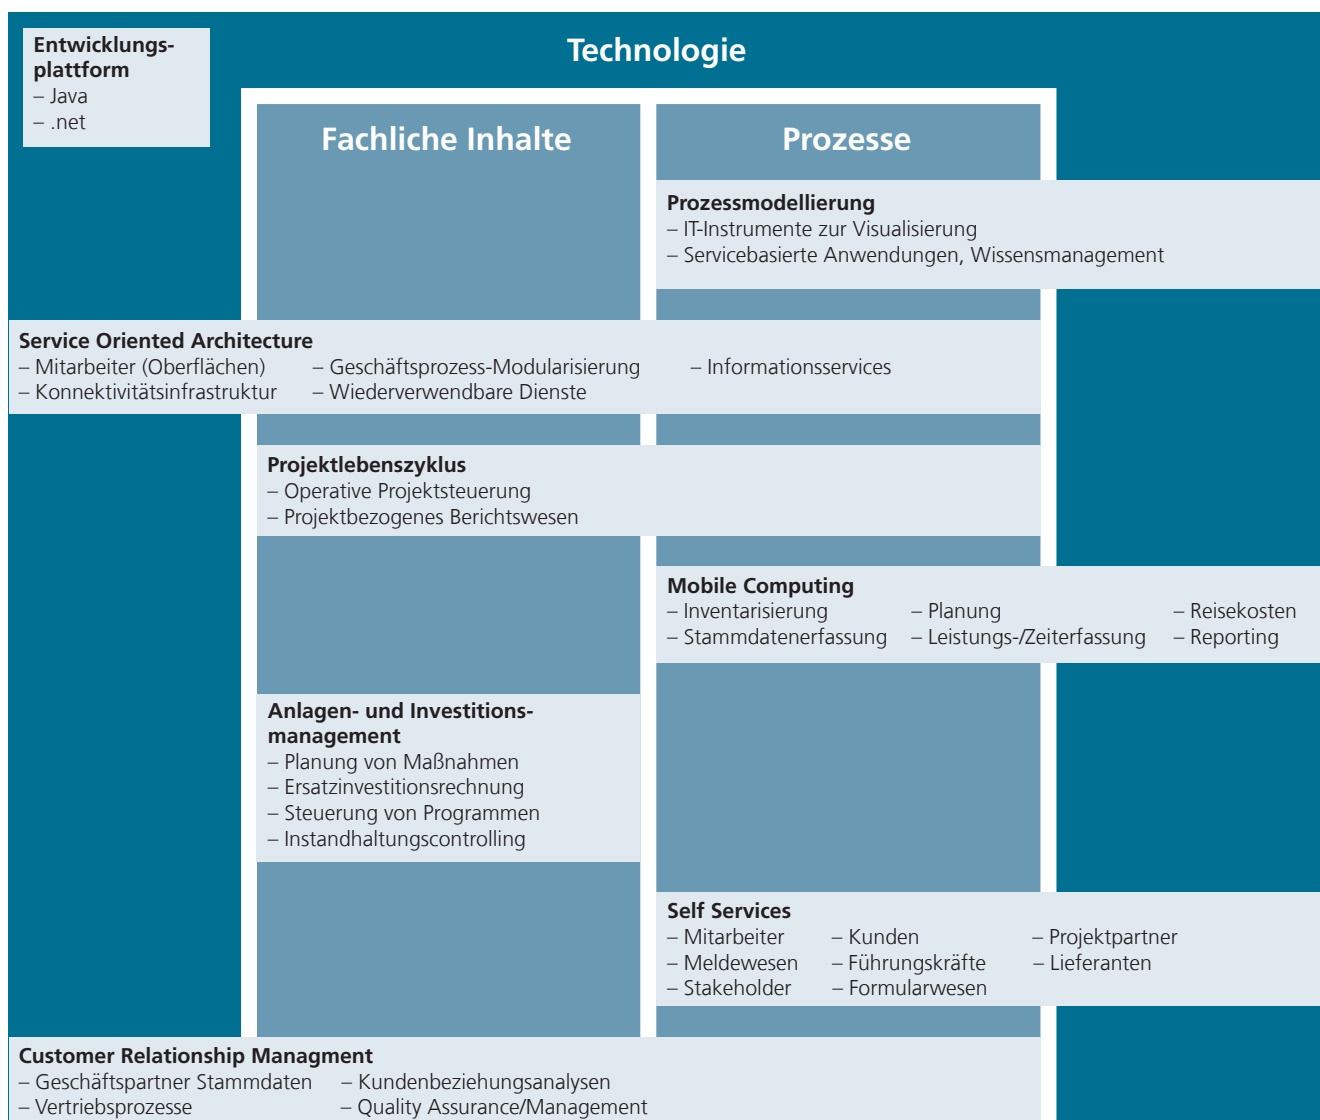 Entwicklungs-
plattform
– Java
– .net
Technologie
Fachliche Inhalte
Prozesse
Prozessmodellierung
– IT-Instrumente zur Visualisierung
– Servicebasierte Anwendungen, Wissensmanagement
Service Oriented Architecture
– Mitarbeiter (Oberflächen) – Geschäftsprozess-Modularisierung – Informationsservices
– Konnektivitätsinfrastruktur – Wiederverwendbare Dienste
Projektlebenszyklus
– Operative Projektsteuerung
– Projektbezogenes Berichtswesen
Mobile Computing
– Inventarisierung – Planung – Reisekosten
– Stammdatenerfassung – Leistungs-/Zeiterfassung – Reporting
Anlagen- und Investitions-
management
– Planung von Maßnahmen
– Ersatzinvestitionsrechnung
– Steuerung von Programmen
– Instandhaltungscontrolling
Self Services
– Mitarbeiter – Kunden – Projektpartner
– Meldewesen – Führungskräfte – Lieferanten
– Stakeholder – Formularwesen
Customer Relationship Managment
– Geschäftspartner Stammdaten – Kundenbeziehungsanalysen
– Vertriebsprozesse – Quality Assurance/Management